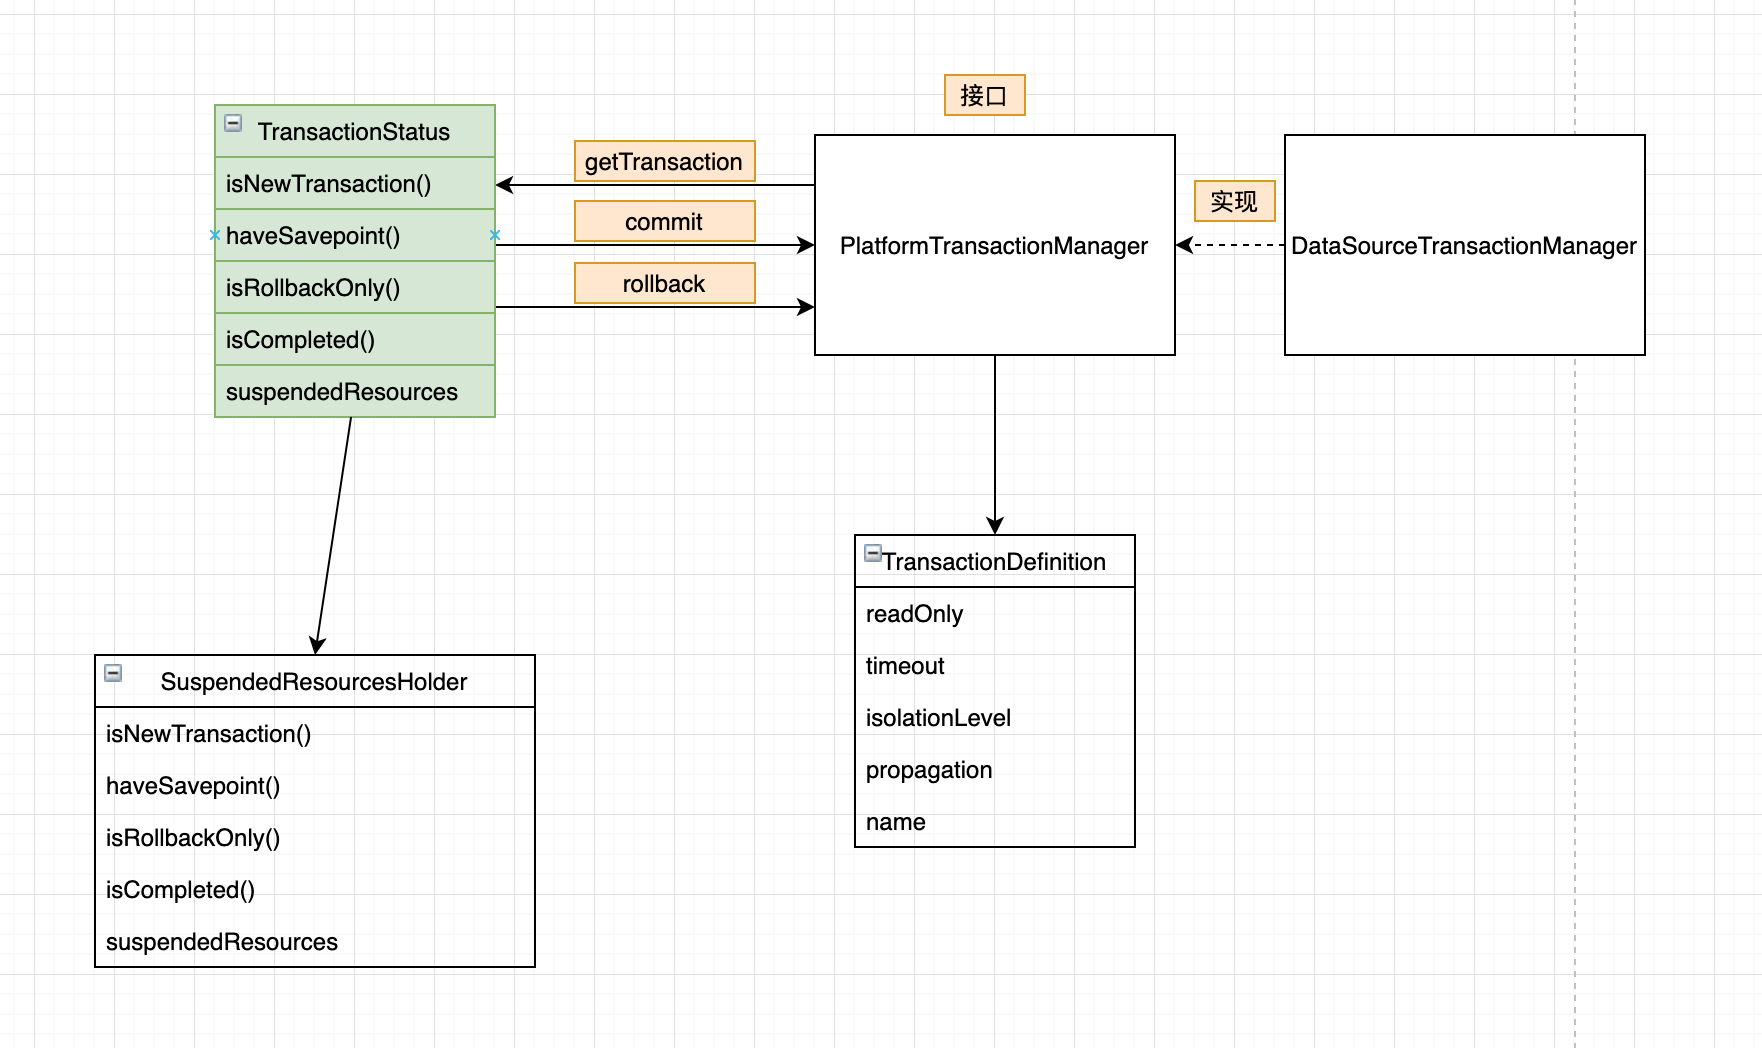 接口
TransactionStatus
isNewTransaction()
haveSavepoint()
isRollbackOnly()
isCompleted()
suspendedResources
getTransaction
commit
rollback
PlatformTransactionManager
实现
DataSourceTransactionManager
TransactionDefinition
readOnly
timeout
isolationLevel
propagation
name
SuspendedResourcesHolder
isNewTransaction()
haveSavepoint()
isRollbackOnly()
isCompleted()
suspendedResources